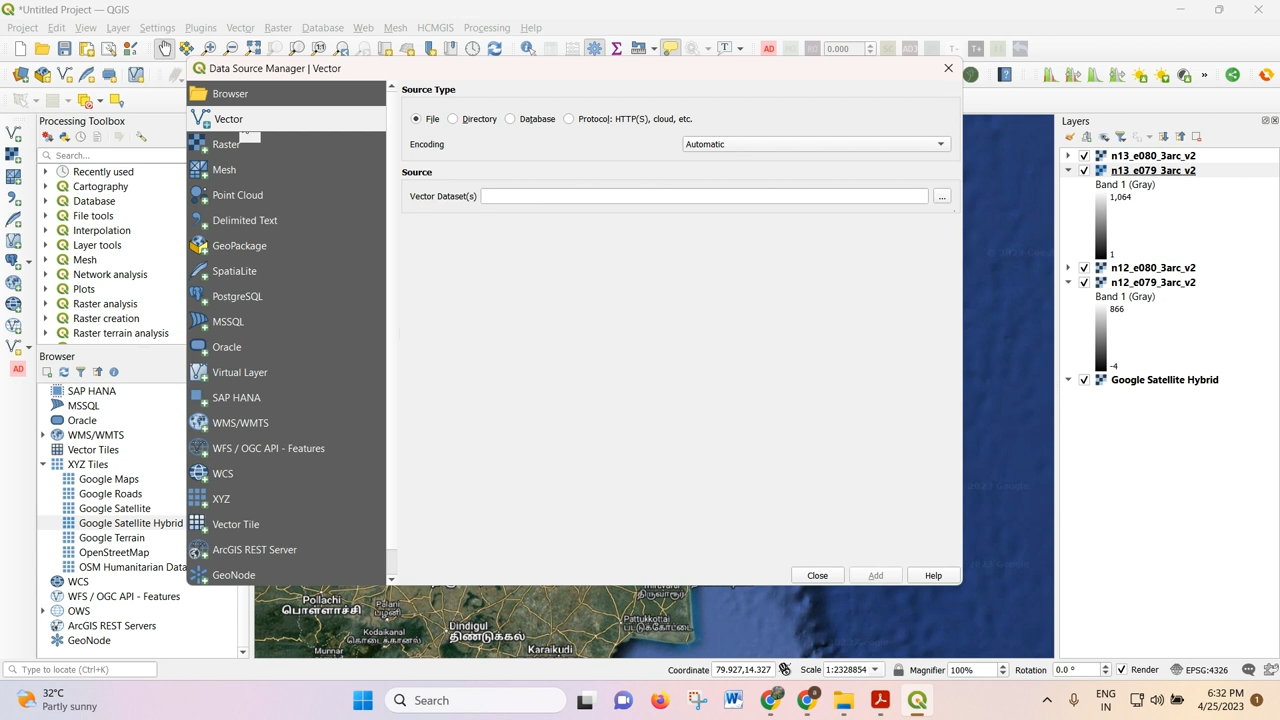 *Untitled Project — QGIS
Project Edit View Layer Settings Plugins Vector Raster Database Web Mesh HCMGIS Processing Help
0.000
Data Source Manager | Vector
Browser
Vector
Raster
Mesh
Point Cloud
Delimited Text
GeoPackage
SpatiaLite
PostgreSQL
MSSQL
Oracle
Virtual Layer
SAP HANA
WMS/WMTS
WFS / OGC API - Features
WCS
XYZ
Vector Tile
ArcGIS REST Server
GeoNode
Source Type
File Directory Database Protocol: HTTP(S), cloud, etc.
Encoding Automatic
Source
Vector Dataset(s) ...
Close Add Help
Processing Toolbox
Search...
Recently used
Cartography
Database
File tools
Interpolation
Layer tools
Mesh
Network analysis
Plots
Raster analysis
Raster creation
Raster terrain analysis
Browser
SAP HANA
MSSQL
Oracle
WMS/WMTS
Vector Tiles
XYZ Tiles
Google Maps
Google Roads
Google Satellite
Google Satellite Hybrid
Google Terrain
OpenStreetMap
OSM Humanitarian Data
WCS
WFS / OGC API - Features
OWS
ArcGIS REST Servers
GeoNode
Layers
n13_e080_3arc_v2
n13_e079_3arc_v2
Band 1 (Gray)
1,064
1
n12_e080_3arc_v2
n12_e079_3arc_v2
Band 1 (Gray)
866
-4
Google Satellite Hybrid
Pollachi
பொள்ளாச்சி
Palani
பழனி
Kodaikanal
கொடைக்கானல்
Munnar
Dindigul
திண்டுக்கல்
Karaikudi
Pattukkottai
பட்டுக்கோட்டை
திருவாரூர்
Type to locate (Ctrl+K)
Coordinate 79.927,14.327 Scale 1:2328854 Magnifier 100% Rotation 0.0 ° Render EPSG:4326
32°C
Partly sunny
Search
ENG
IN
6:32 PM
4/25/2023